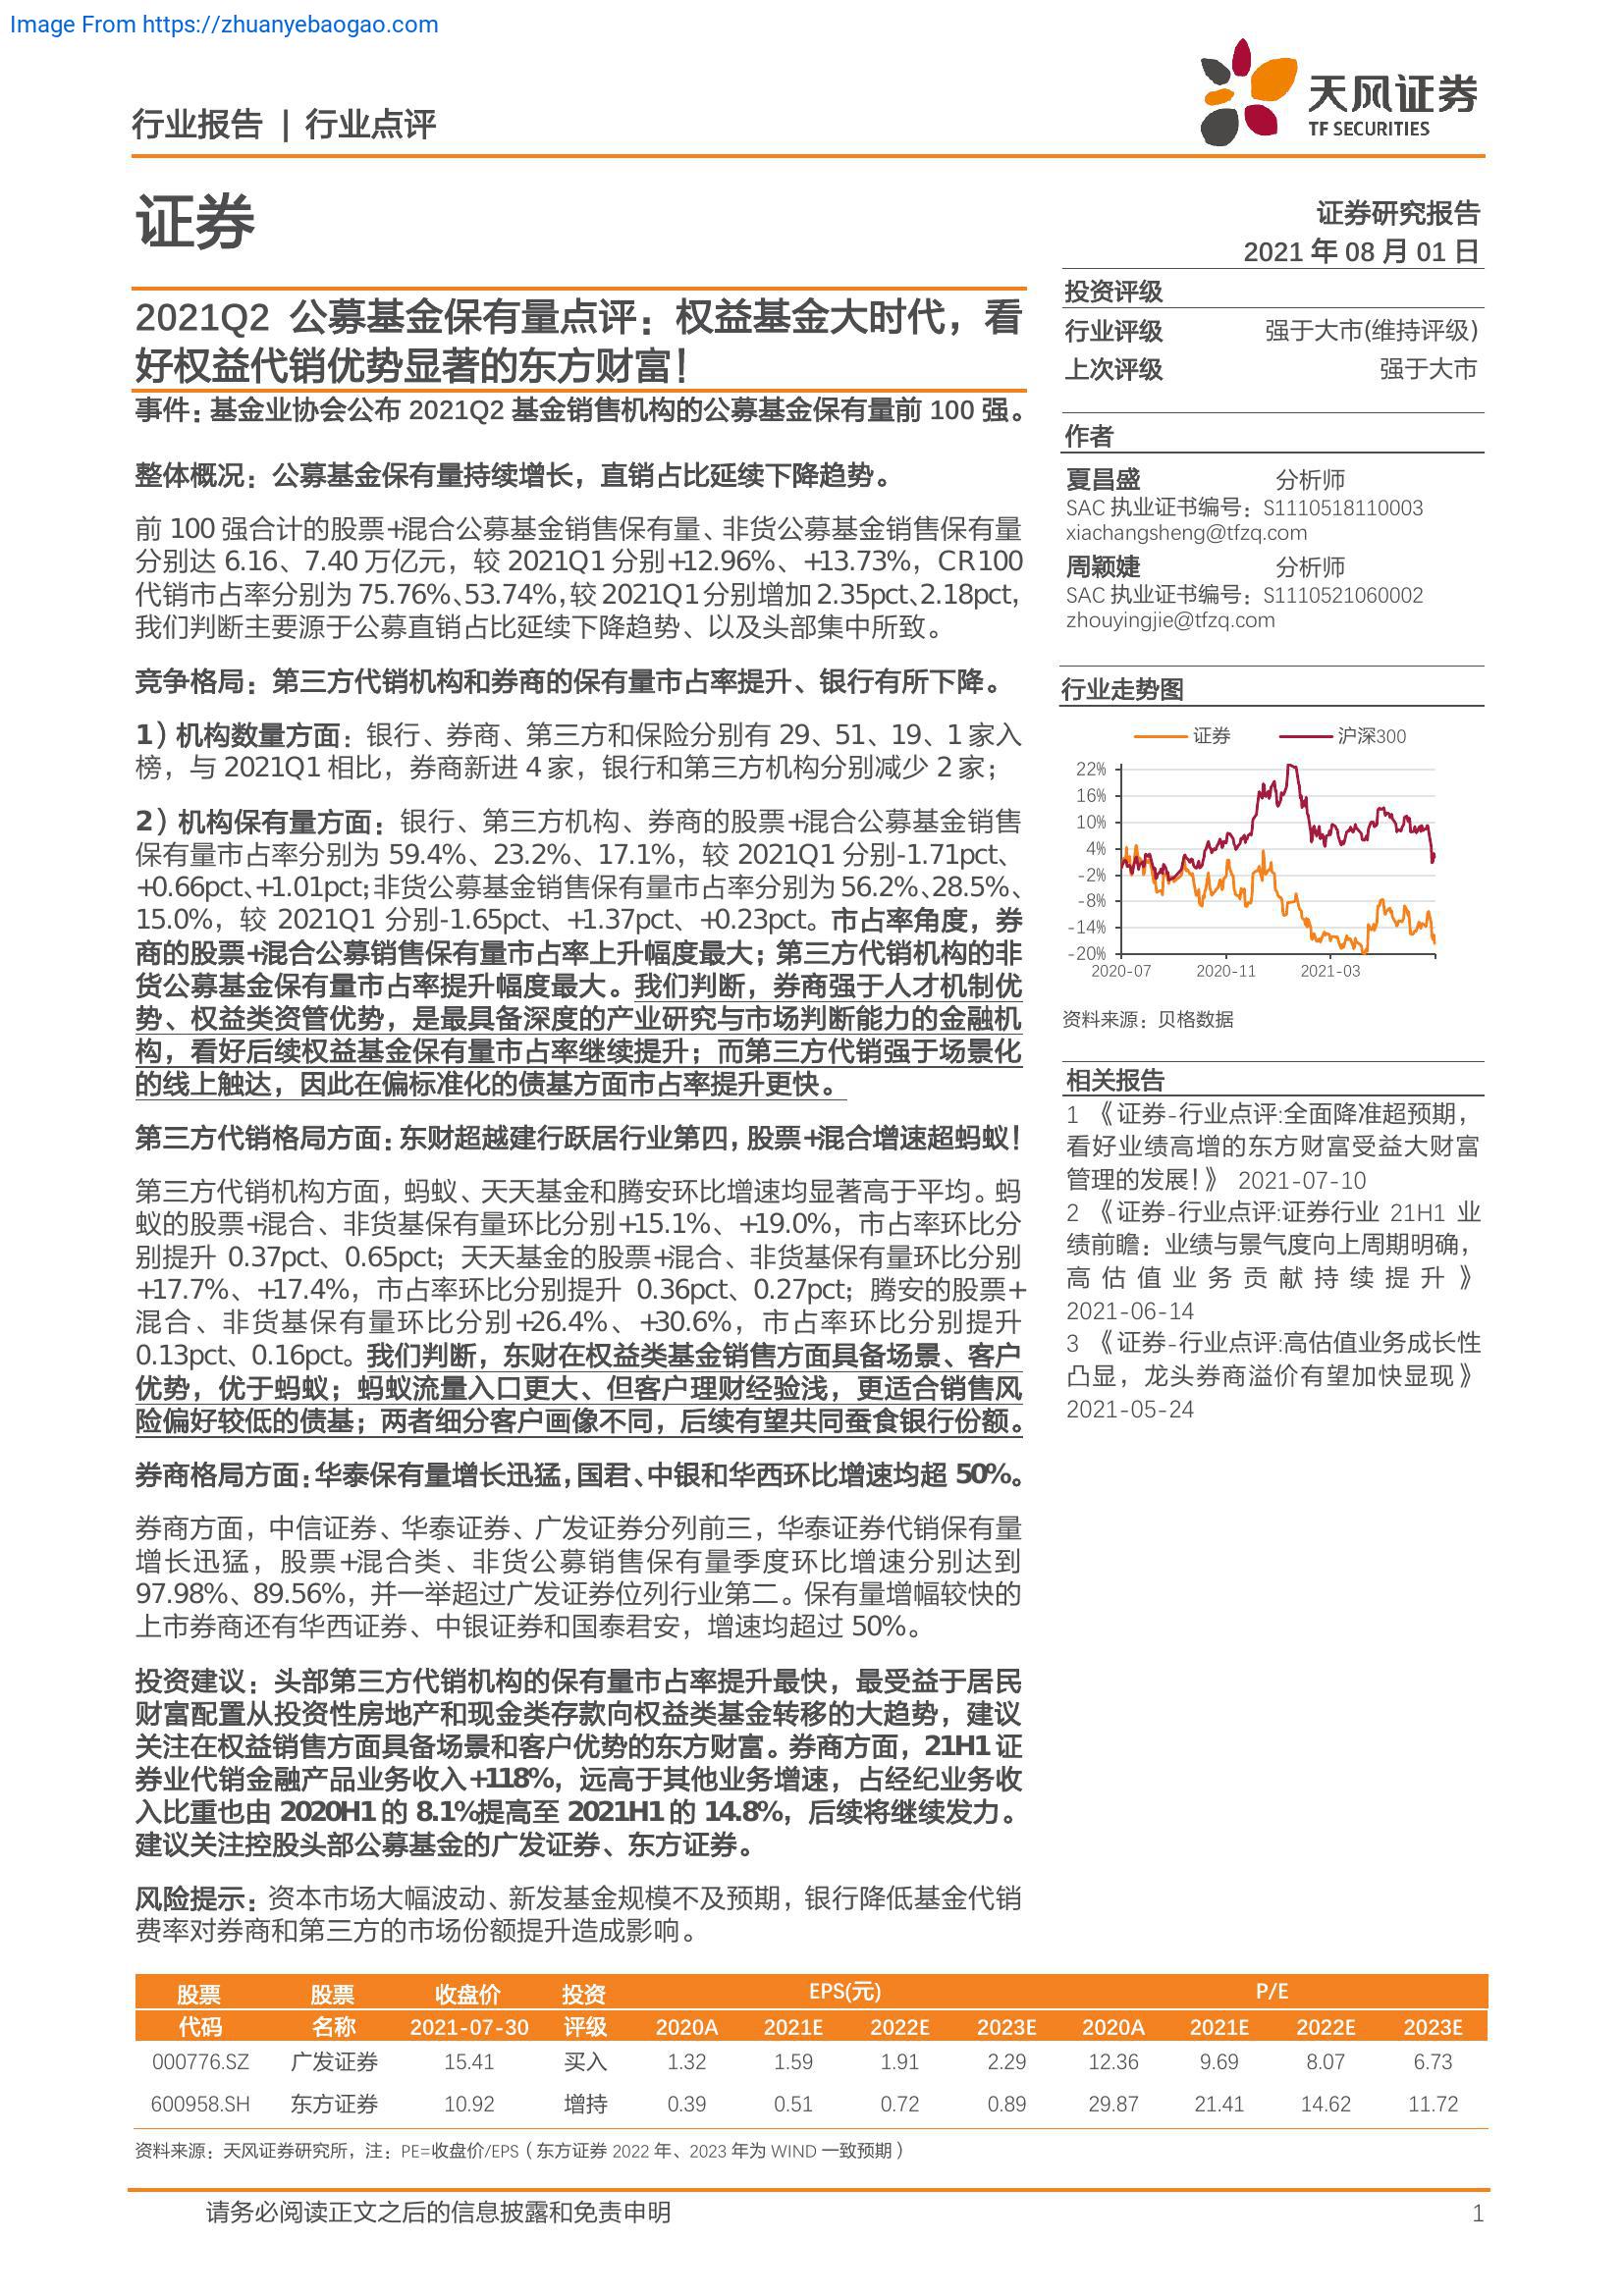 Image From https://zhuanyebaogao.com
天风证券
TF SECURITIES
行业报告 | 行业点评
证券
证券研究报告
2021 年 08 月 01 日
2021Q2 公募基金保有量点评：权益基金大时代，看
好权益代销优势显著的东方财富！
事件：基金业协会公布 2021Q2 基金销售机构的公募基金保有量前 100 强。
整体概况：公募基金保有量持续增长，直销占比延续下降趋势。
前 100 强合计的股票+混合公募基金销售保有量、非货公募基金销售保有量
分别达 6.16、7.40 万亿元，较 2021Q1 分别+12.96%、+13.73%，CR100
代销市占率分别为 75.76%、53.74%，较 2021Q1 分别增加 2.35pct、2.18pct，
我们判断主要源于公募直销占比延续下降趋势、以及头部集中所致。
竞争格局：第三方代销机构和券商的保有量市占率提升、银行有所下降。
1）机构数量方面：银行、券商、第三方和保险分别有 29、51、19、1 家入
榜，与 2021Q1 相比，券商新进 4 家，银行和第三方机构分别减少 2 家；
2）机构保有量方面：银行、第三方机构、券商的股票+混合公募基金销售
保有量市占率分别为 59.4%、23.2%、17.1%，较 2021Q1 分别-1.71pct、
+0.66pct、+1.01pct；非货公募基金销售保有量市占率分别为 56.2%、28.5%、
15.0%，较 2021Q1 分别-1.65pct、+1.37pct、+0.23pct。市占率角度，券
商的股票+混合公募销售保有量市占率上升幅度最大；第三方代销机构的非
货公募基金保有量市占率提升幅度最大。我们判断，券商强于人才机制优
势、权益类资管优势，是最具备深度的产业研究与市场判断能力的金融机
构，看好后续权益基金保有量市占率继续提升；而第三方代销强于场景化
的线上触达，因此在偏标准化的债基方面市占率提升更快。
第三方代销格局方面：东财超越建行跃居行业第四，股票+混合增速超蚂蚁！
第三方代销机构方面，蚂蚁、天天基金和腾安环比增速均显著高于平均。蚂
蚁的股票+混合、非货基保有量环比分别+15.1%、+19.0%，市占率环比分
别提升 0.37pct、0.65pct；天天基金的股票+混合、非货基保有量环比分别
+17.7%、+17.4%，市占率环比分别提升 0.36pct、0.27pct；腾安的股票+
混合、非货基保有量环比分别+26.4%、+30.6%，市占率环比分别提升
0.13pct、0.16pct。我们判断，东财在权益类基金销售方面具备场景、客户
优势，优于蚂蚁；蚂蚁流量入口更大、但客户理财经验浅，更适合销售风
险偏好较低的债基；两者细分客户画像不同，后续有望共同蚕食银行份额。
券商格局方面：华泰保有量增长迅猛，国君、中银和华西环比增速均超 50%。
券商方面，中信证券、华泰证券、广发证券分列前三，华泰证券代销保有量
增长迅猛，股票+混合类、非货公募销售保有量季度环比增速分别达到
97.98%、89.56%，并一举超过广发证券位列行业第二。保有量增幅较快的
上市券商还有华西证券、中银证券和国泰君安，增速均超过 50%。
投资建议：头部第三方代销机构的保有量市占率提升最快，最受益于居民
财富配置从投资性房地产和现金类存款向权益类基金转移的大趋势，建议
关注在权益销售方面具备场景和客户优势的东方财富。券商方面，21H1 证
券业代销金融产品业务收入+118%，远高于其他业务增速，占经纪业务收
入比重也由 2020H1 的 8.1%提高至 2021H1 的 14.8%，后续将继续发力。
建议关注控股头部公募基金的广发证券、东方证券。
风险提示：资本市场大幅波动、新发基金规模不及预期，银行降低基金代销
费率对券商和第三方的市场份额提升造成影响。
投资评级
行业评级 强于大市(维持评级)
上次评级 强于大市
作者
夏昌盛 分析师
SAC 执业证书编号：S1110518110003
xiachangsheng@tfzq.com
周颖婕 分析师
SAC 执业证书编号：S1110521060002
zhouyingjie@tfzq.com
行业走势图
证券 沪深300
22%
16%
10%
4%
-2%
-8%
-14%
-20%
2020-07 2020-11 2021-03
资料来源：贝格数据
相关报告
1 《证券-行业点评:全面降准超预期，
看好业绩高增的东方财富受益大财富
管理的发展！》 2021-07-10
2 《证券-行业点评:证券行业 21H1 业
绩前瞻：业绩与景气度向上周期明确，
高估值业务贡献持续提升》
2021-06-14
3 《证券-行业点评:高估值业务成长性
凸显，龙头券商溢价有望加快显现》
2021-05-24
股票 股票 收盘价 投资 EPS(元) P/E
代码 名称 2021-07-30 评级 2020A 2021E 2022E 2023E 2020A 2021E 2022E 2023E
000776.SZ 广发证券 15.41 买入 1.32 1.59 1.91 2.29 12.36 9.69 8.07 6.73
600958.SH 东方证券 10.92 增持 0.39 0.51 0.72 0.89 29.87 21.41 14.62 11.72
资料来源：天风证券研究所，注：PE=收盘价/EPS（东方证券 2022 年、2023 年为 WIND 一致预期）
请务必阅读正文之后的信息披露和免责申明 1